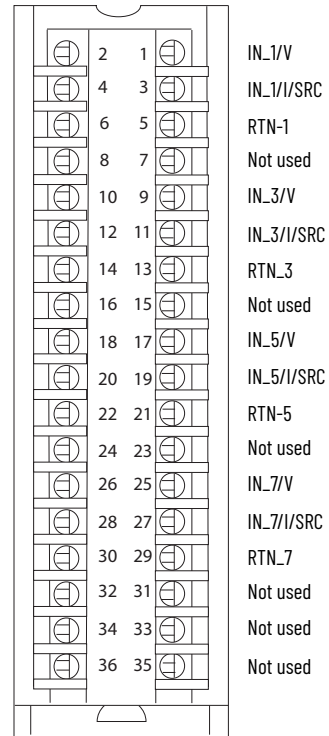 2 1 IN_1/V
4 3 IN_1/I/SRC
6 5 RTN-1
8 7 Not used
10 9 IN_3/V
12 11 IN_3/I/SRC
14 13 RTN_3
16 15 Not used
18 17 IN_5/V
20 19 IN_5/I/SRC
22 21 RTN-5
24 23 Not used
26 25 IN_7/V
28 27 IN_7/I/SRC
30 29 RTN_7
32 31 Not used
34 33 Not used
36 35 Not used